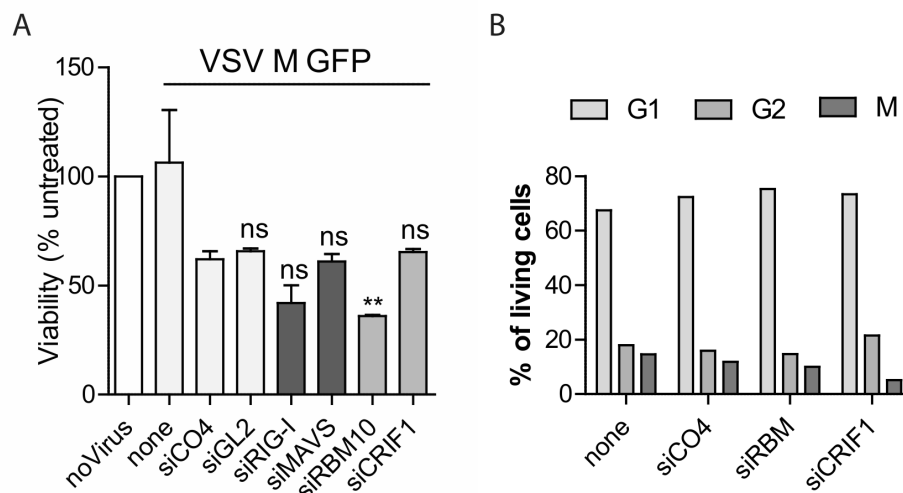 A
VSV M GFP
Viability (% untreated)
150
100
50
0
ns
ns
ns
**
ns
noVirus
none
siCO4
siGL2
siRIG-I
siMAVS
siRBM10
siCRIF1
B
G1
G2
M
% of living cells
80
60
40
20
0
none
siCO4
siRBM
siCRIF1